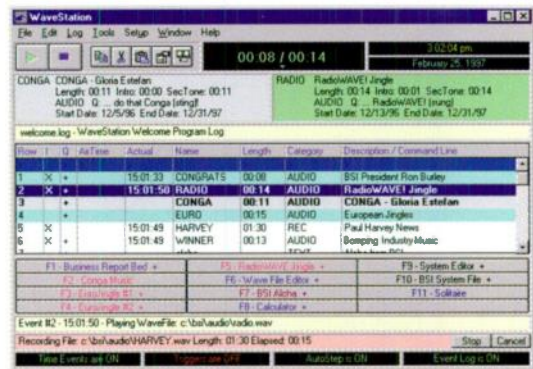 WaveStation
File Edit Log Tools Setup Window Help
00:08 / 00:14
3:02:04 pm
February 25, 1997
CONGA CONGA - Gloria Estefan
Length: 00:11 Intro: 00:00 SecTone: 00:11
AUDIO Q: ... do that Conga [sting]!
Start Date: 12/5/96 End Date: 12/31/97
RADIO RadioWAVE! Jingle
Length: 00:14 Intro: 00:01 SecTone: 00:14
AUDIO Q: ... RadioWAVE! [sung]
Start Date: 12/13/96 End Date: 12/31/97
welcome.log - WaveStation Welcome Program Log
Row T Q AirTime Actual Name Length Category Description / Command Line
1 X + 15:01:33 CONGRATS 00:08 AUDIO BSI President Ron Burley
2 X + 15:01:50 RADIO 00:14 AUDIO RadioWAVE! Jingle
3 + CONGA 00:11 AUDIO CONGA - Gloria Estefan
4 + EURO 00:15 AUDIO European Jingles
5 X 15:01:49 HARVEY 01:30 REC Paul Harvey News
6 X + 15:01:49 WINNER 00:13 AUDIO Bumping Industry Music
F1 - Business Report Bed + F5 - RadioWAVE Jingle + F9 - System Editor +
F2 - Conga Music F6 - Wave File Editor + F10 - BSI System File +
F3 - EuroJingle #1 + F7 - BSI Aloha + F11 - Solitaire
F4 - EuroJingle #2 + F8 - Calculator +
Event #2 - 15:01:50 - Playing WaveFile: c:\bsi\audio\radio.wav
Recording File: c:\bsi\audio\HARVEY.wav Length: 01:30 Elapsed: 00:15 Stop Cancel
Time Events are ON Triggers are OFF AutoStep is ON Event Log is ON